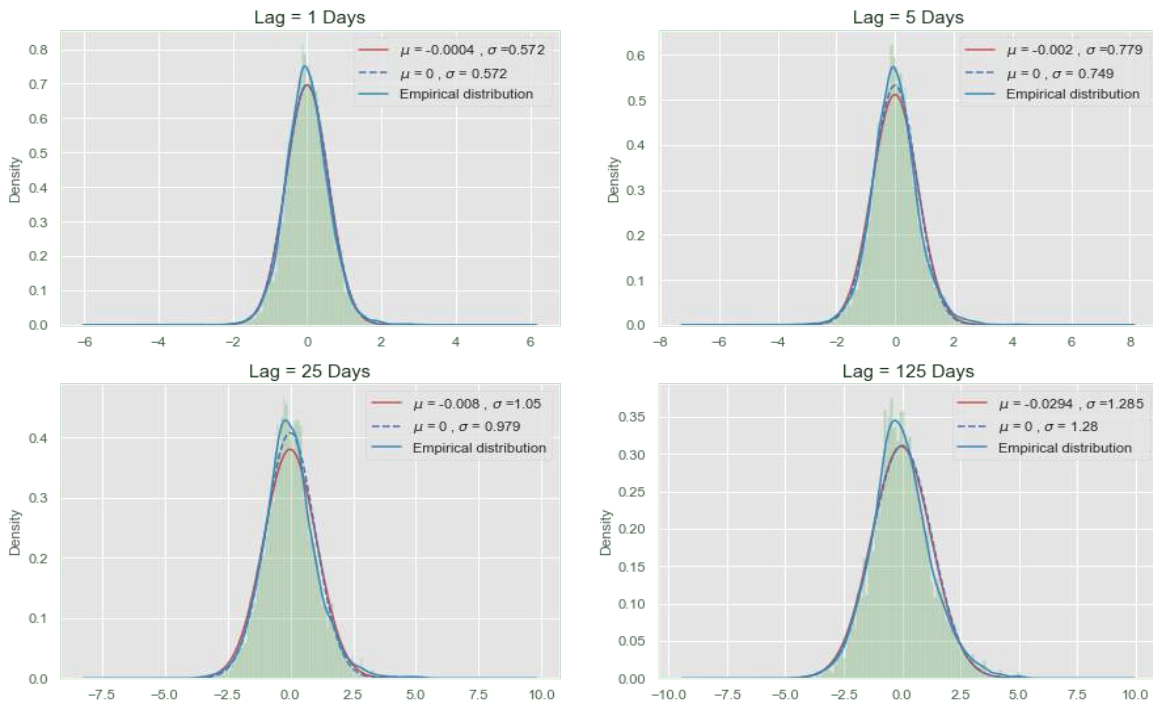 Lag = 1 Days
μ = -0.0004 , σ =0.572
μ = 0 , σ = 0.572
Empirical distribution
Density
0.8
0.7
0.6
0.5
0.4
0.3
0.2
0.1
0.0
−6 −4 −2 0 2 4 6
Lag = 5 Days
μ = -0.002 , σ =0.779
μ = 0 , σ = 0.749
Empirical distribution
Density
0.6
0.5
0.4
0.3
0.2
0.1
0.0
−8 −6 −4 −2 0 2 4 6 8
Lag = 25 Days
μ = -0.008 , σ =1.05
μ = 0 , σ = 0.979
Empirical distribution
Density
0.4
0.3
0.2
0.1
0.0
−7.5 −5.0 −2.5 0.0 2.5 5.0 7.5 10.0
Lag = 125 Days
μ = -0.0294 , σ =1.285
μ = 0 , σ = 1.28
Empirical distribution
Density
0.35
0.30
0.25
0.20
0.15
0.10
0.05
0.00
−10.0 −7.5 −5.0 −2.5 0.0 2.5 5.0 7.5 10.0